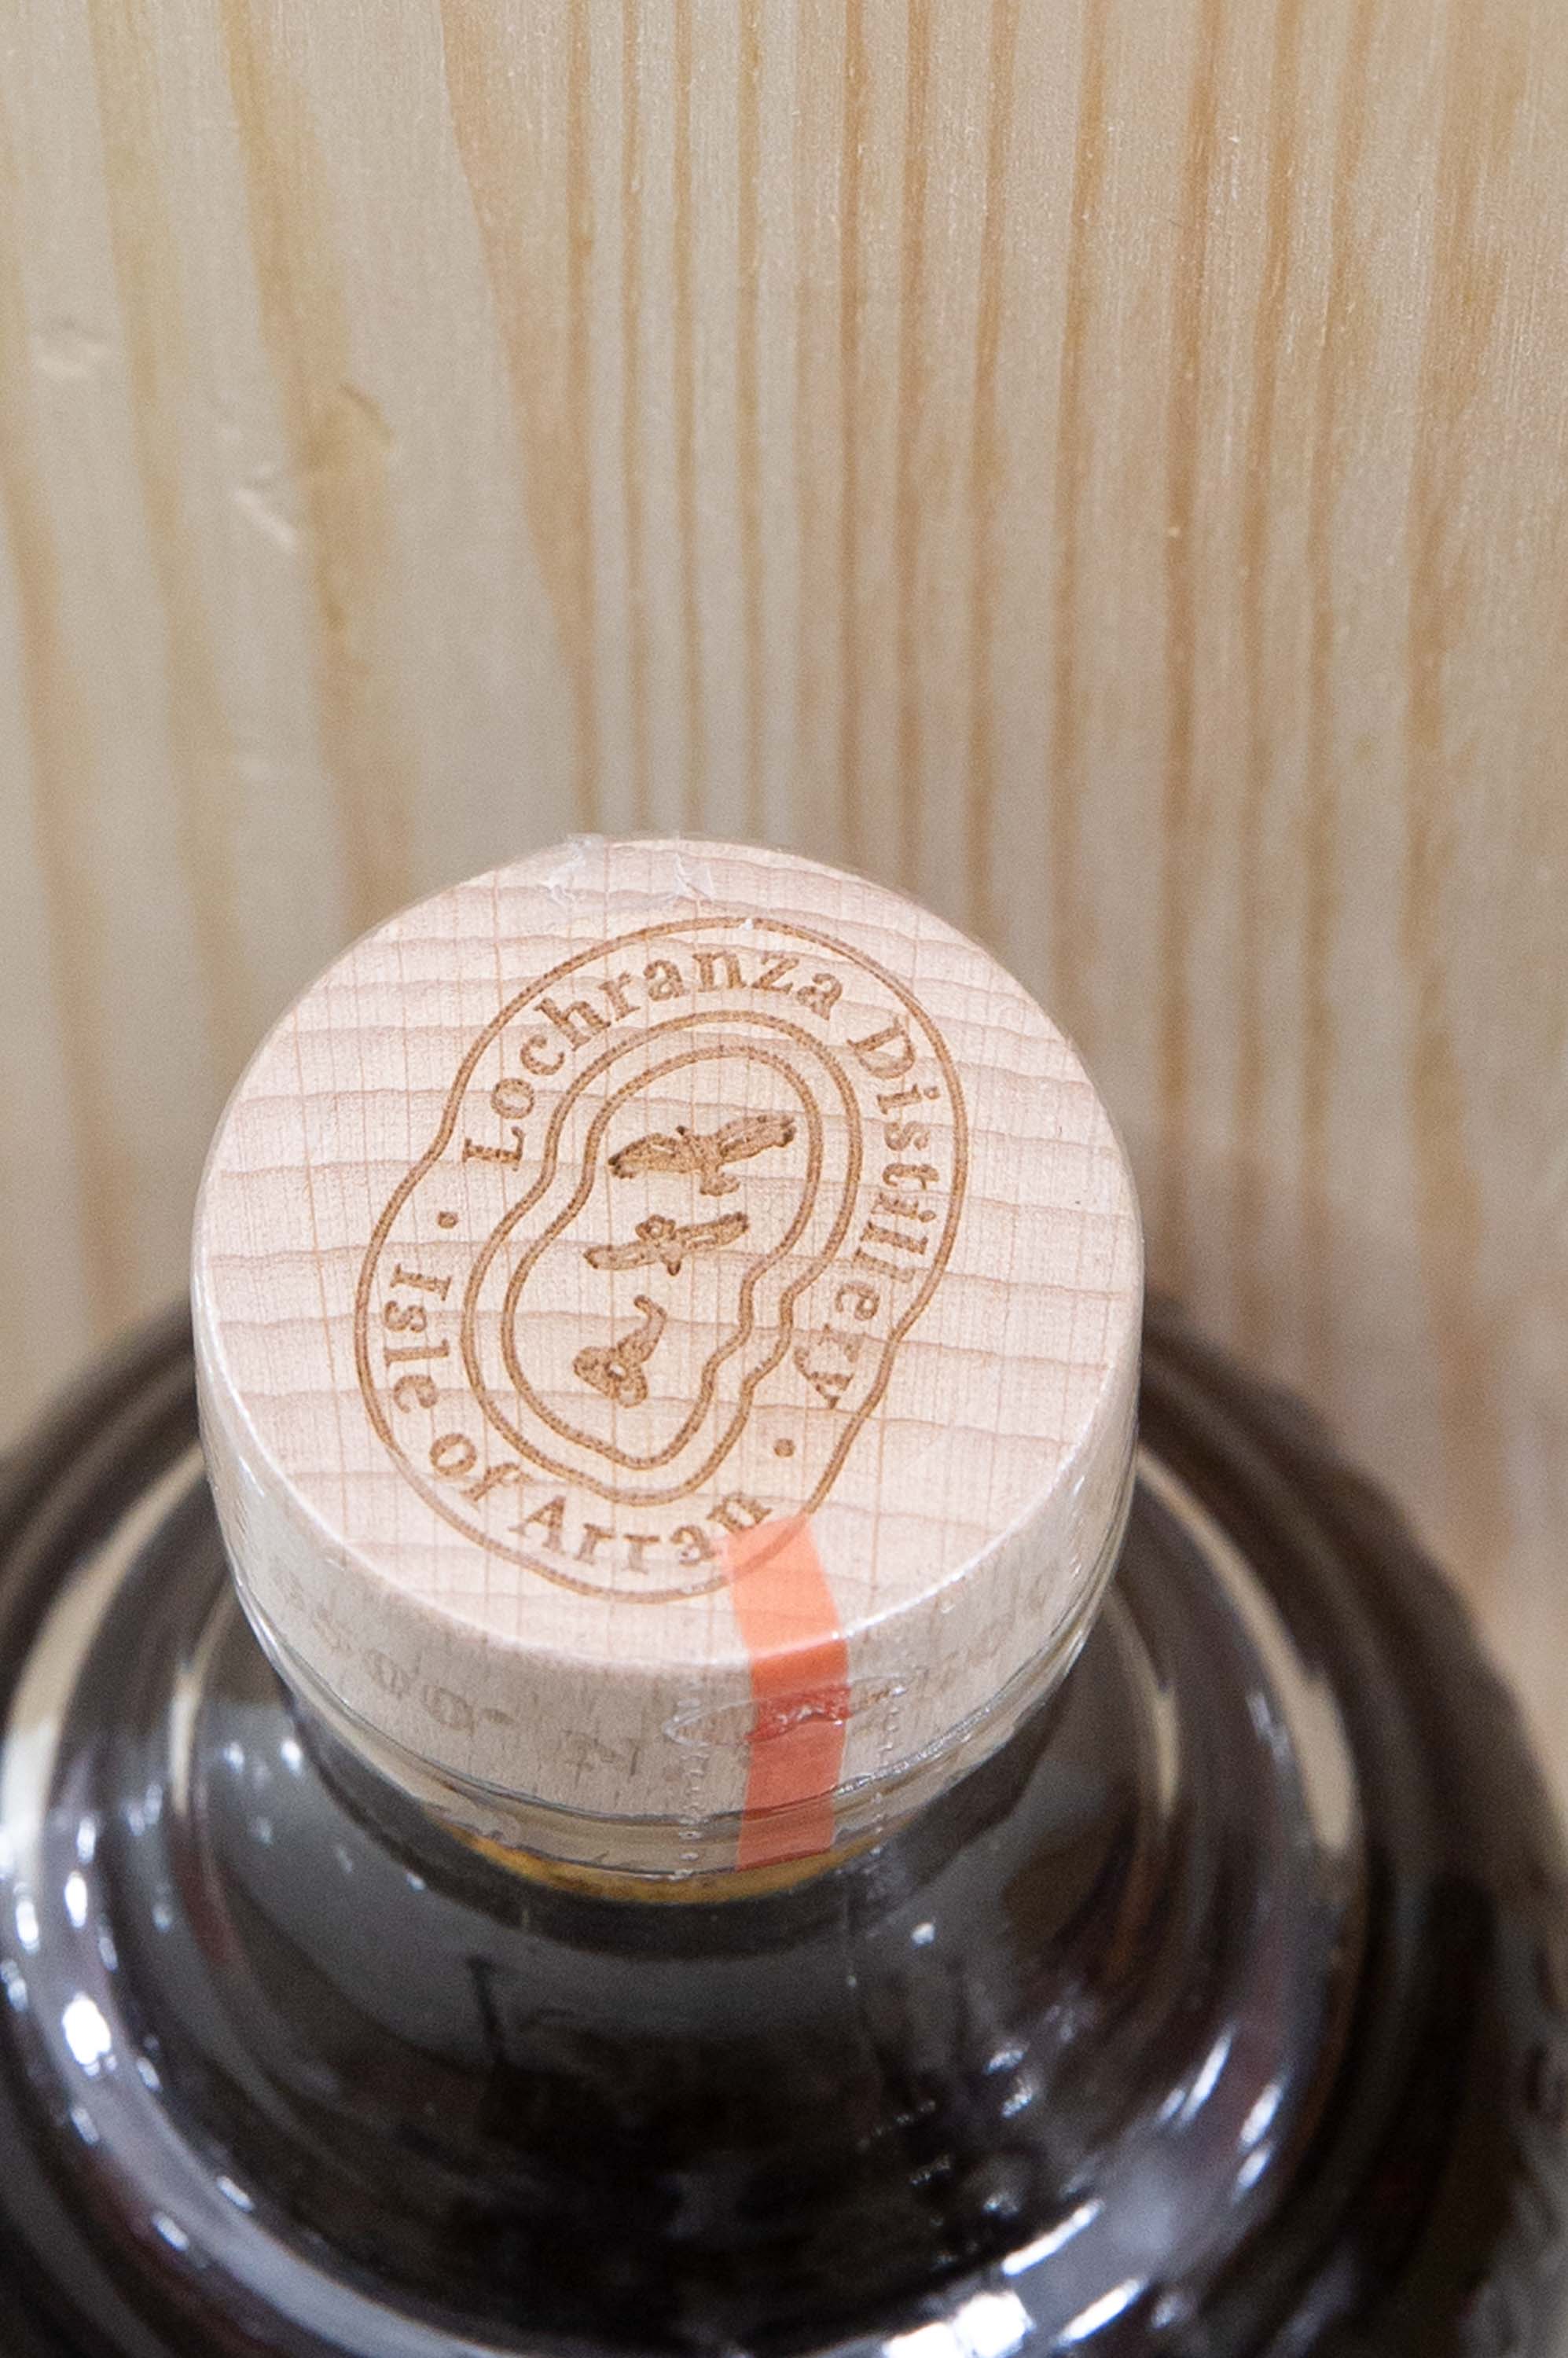 Lochranza Distillery
Isle of Arran